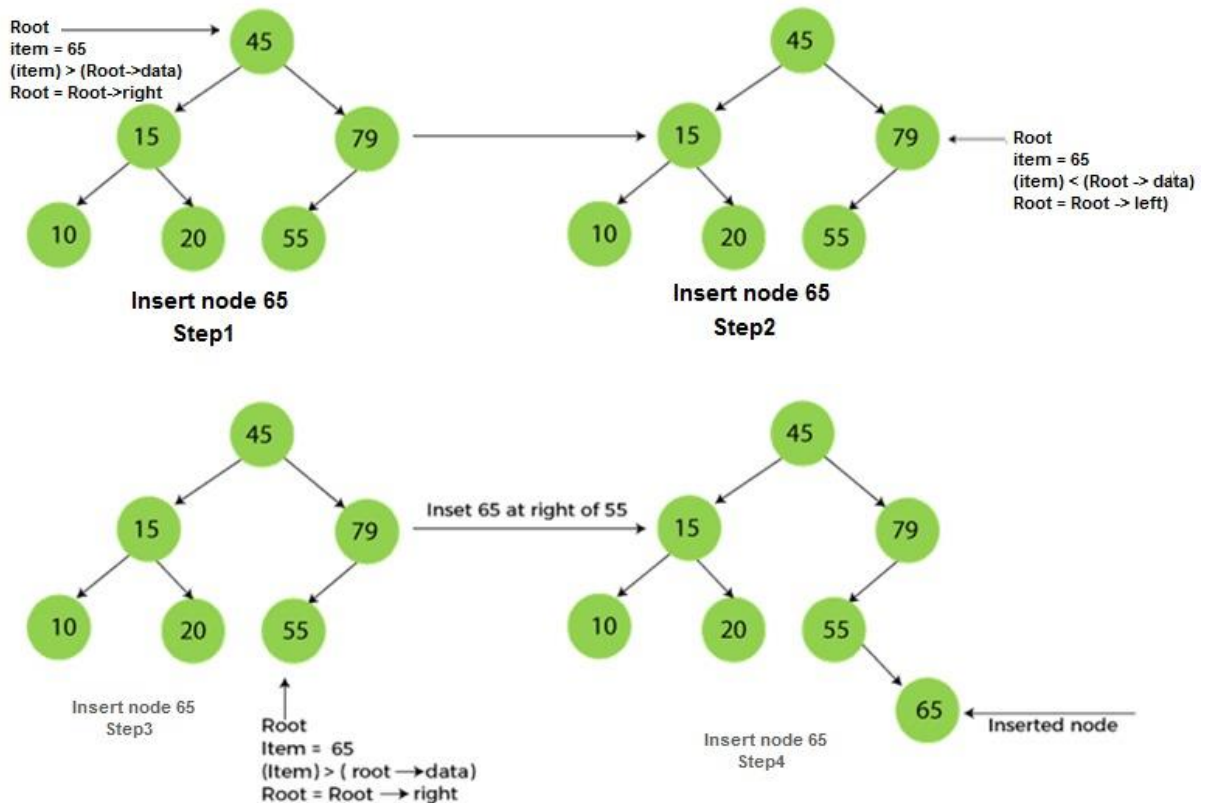 Root
item = 65
(item) > (Root->data)
Root = Root->right
45
15
79
10
20
55
Insert node 65
Step1
45
15
79
10
20
55
Root
item = 65
(item) < (Root -> data)
Root = Root -> left)
Insert node 65
Step2
45
15
79
10
20
55
Insert node 65
Step3
Root
Item = 65
(Item) > ( root →data)
Root = Root → right
Inset 65 at right of 55
45
15
79
10
20
55
65
Inserted node
Insert node 65
Step4